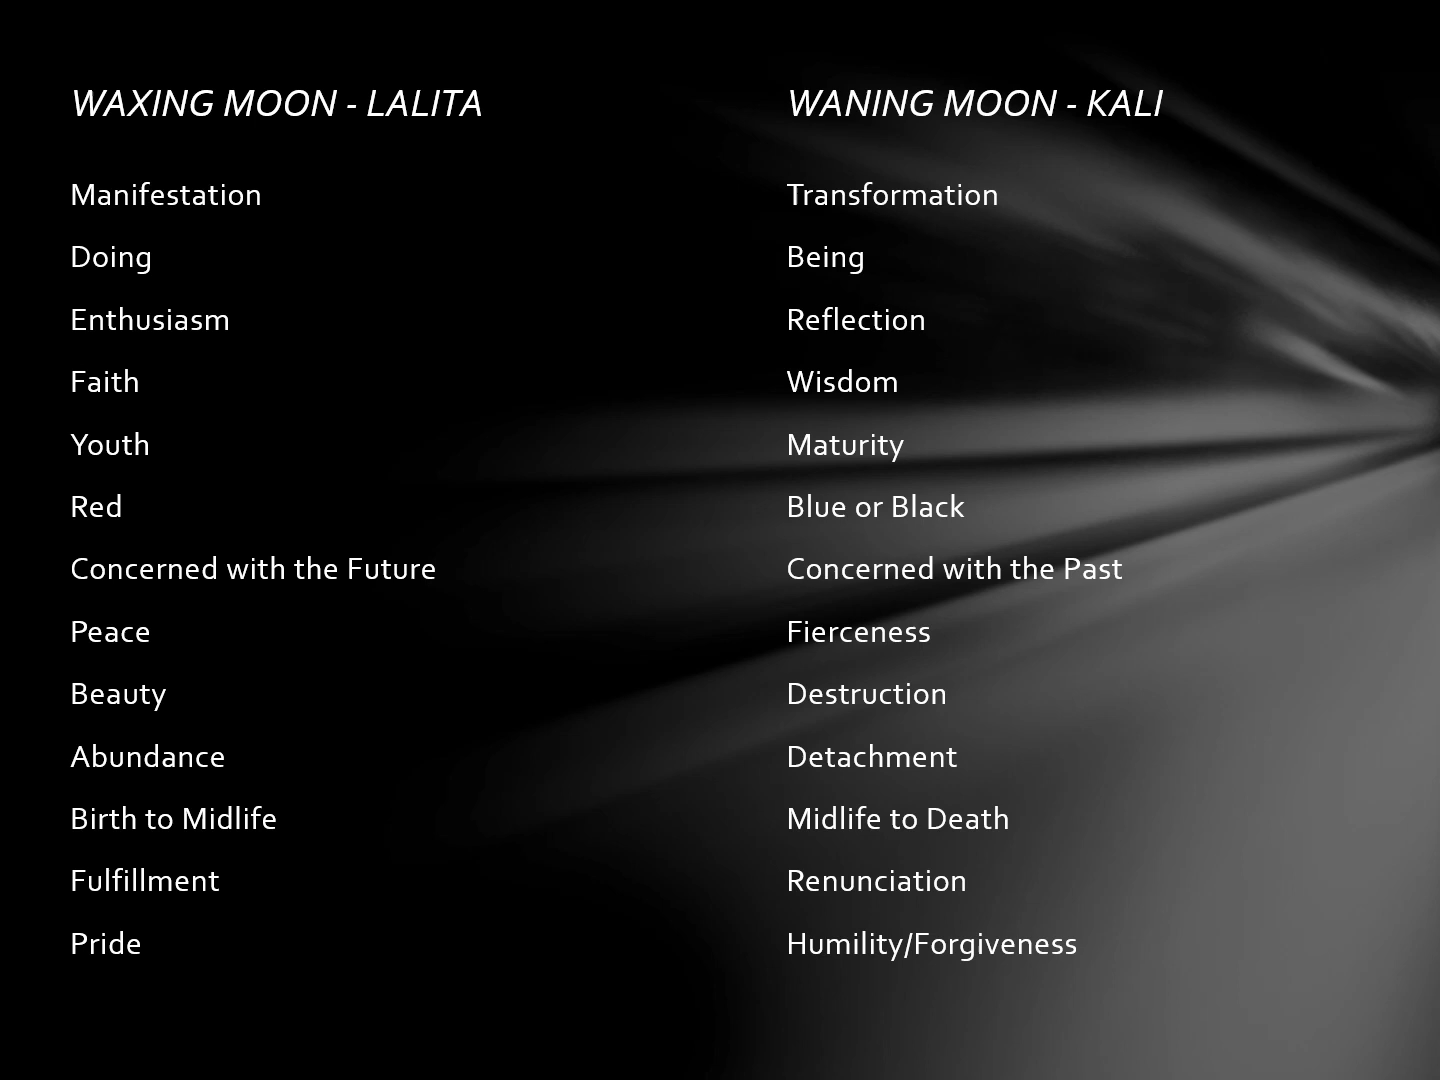 WAXING MOON - LALITA
Manifestation
Doing
Enthusiasm
Faith
Youth
Red
Concerned with the Future
Peace
Beauty
Abundance
Birth to Midlife
Fulfillment
Pride
WANING MOON - KALI
Transformation
Being
Reflection
Wisdom
Maturity
Blue or Black
Concerned with the Past
Fierceness
Destruction
Detachment
Midlife to Death
Renunciation
Humility/Forgiveness